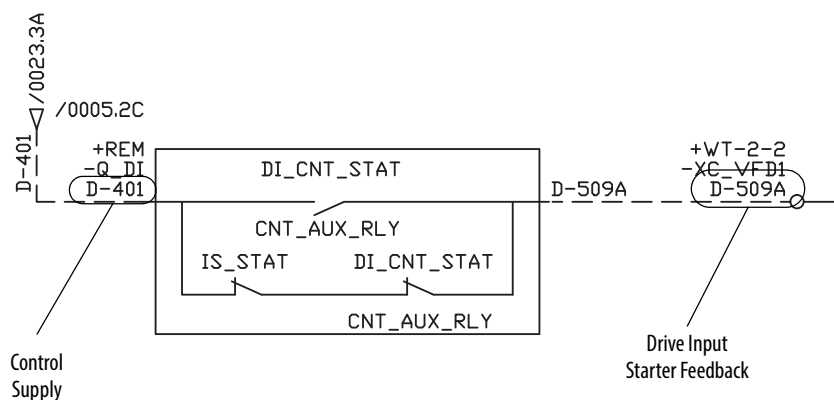 /0023.3A
/0005.2C
D-401
+REM
-Q_DI
D-401
DI_CNT_STAT
CNT_AUX_RLY
IS_STAT
DI_CNT_STAT
CNT_AUX_RLY
D-509A
+WT-2-2
-XC_VFD1
D-509A
Control
Supply
Drive Input
Starter Feedback